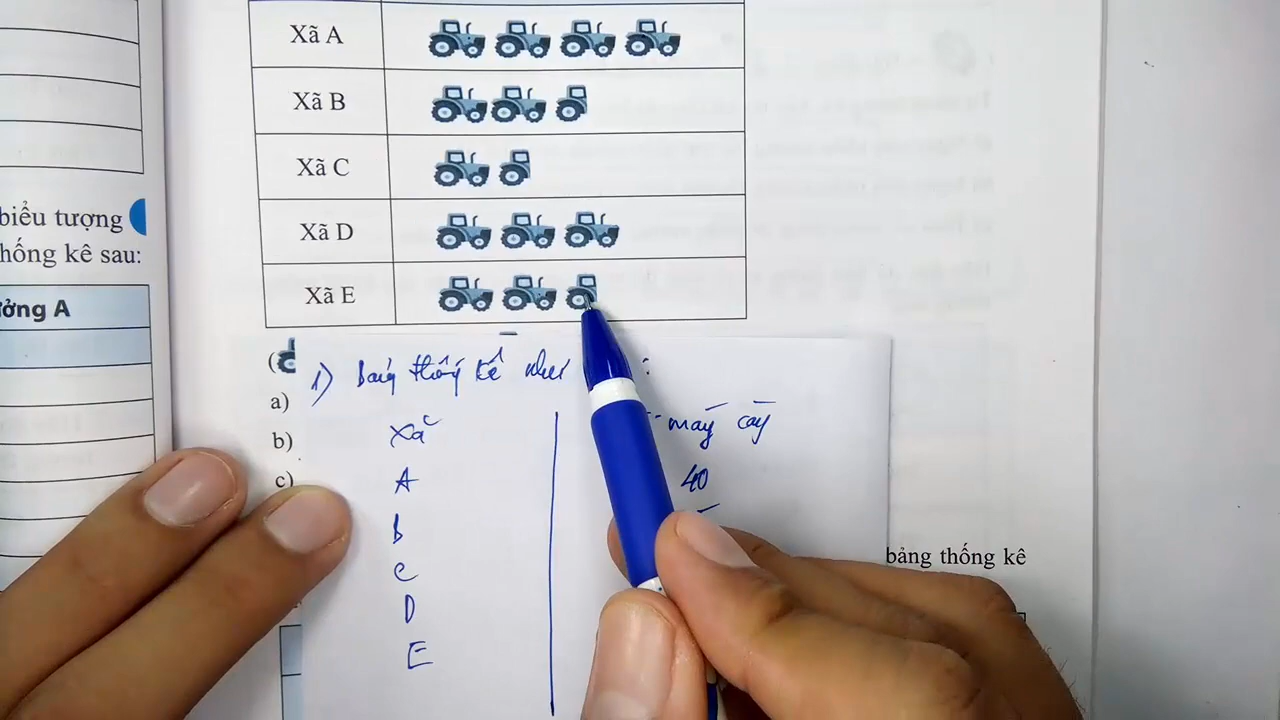 Xã A
Xã B
Xã C
Xã D
Xã E
biểu tượng
hống kê sau:
ởng A
(
a)
b)
c)
1) bảng thống kê như :
Xã máy cày
A 40
B
C
D
E
bảng thống kê